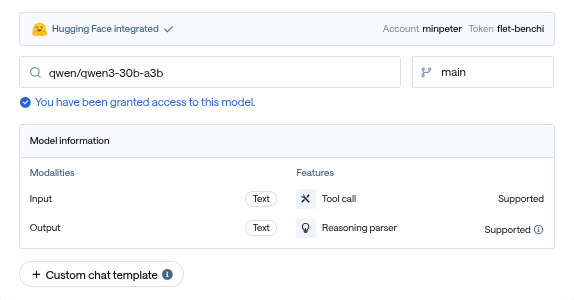 Hugging Face integrated Account minpeter Token flet-benchi
qwen/qwen3-30b-a3b main
You have been granted access to this model.
Model information
Modalities Features
Input Text Tool call Supported
Output Text Reasoning parser Supported
+ Custom chat template